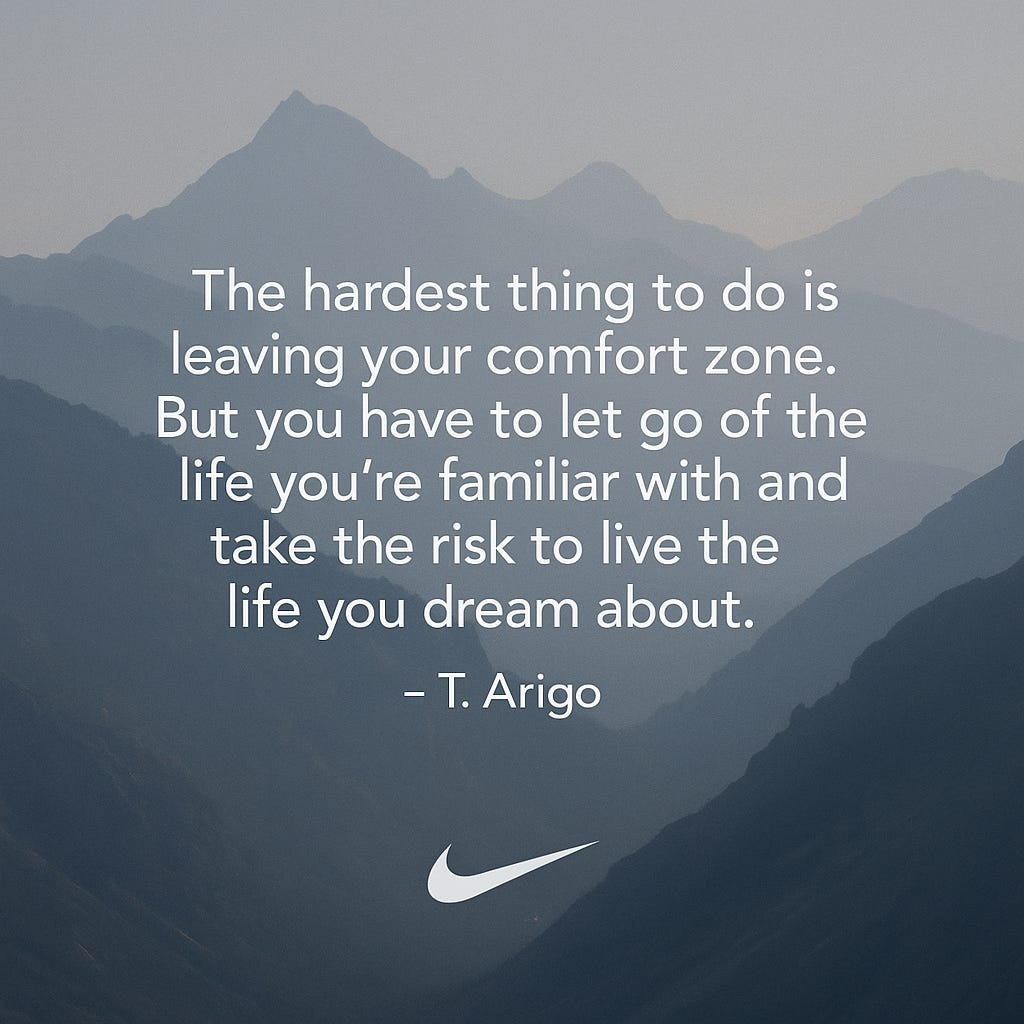 The hardest thing to do is
leaving your comfort zone.
But you have to let go of the
life you’re familiar with and
take the risk to live the
life you dream about.
– T. Arigo